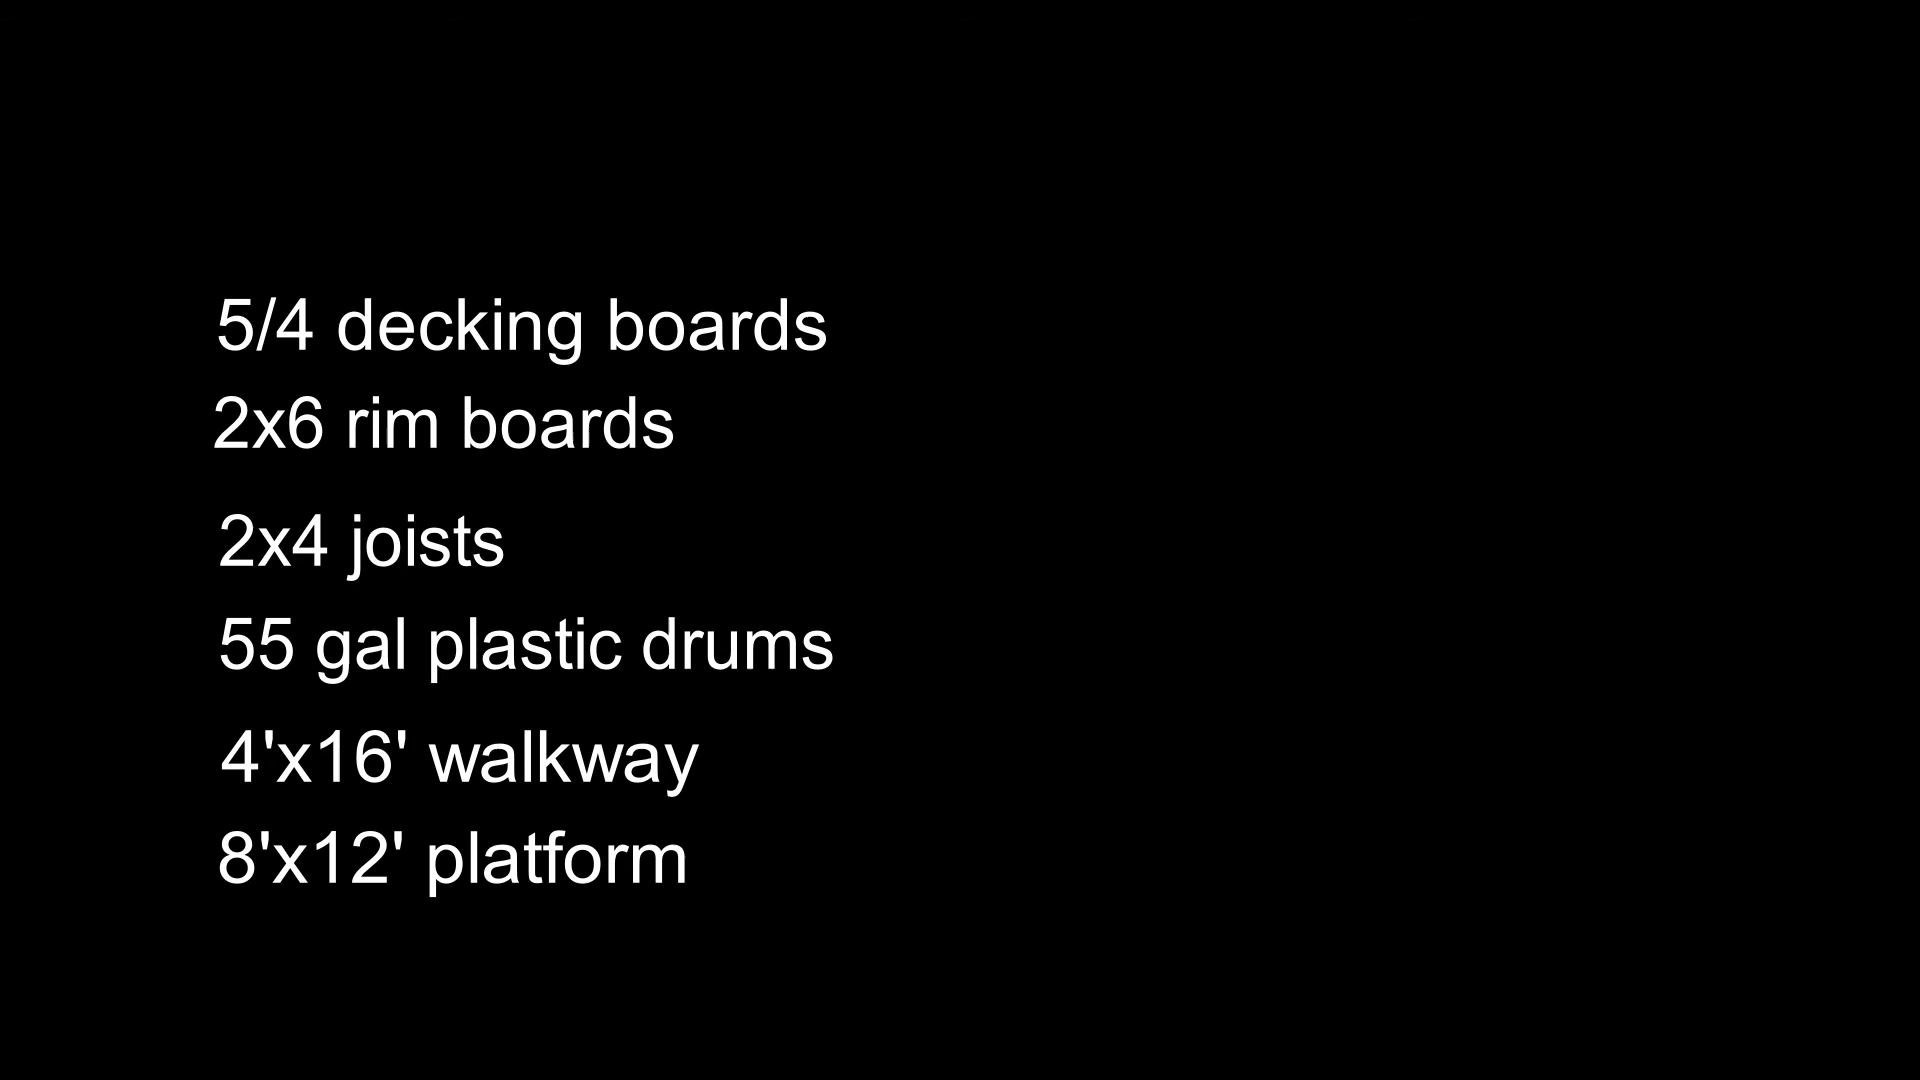 5/4 decking boards
2x6 rim boards
2x4 joists
55 gal plastic drums
4'x16' walkway
8'x12' platform